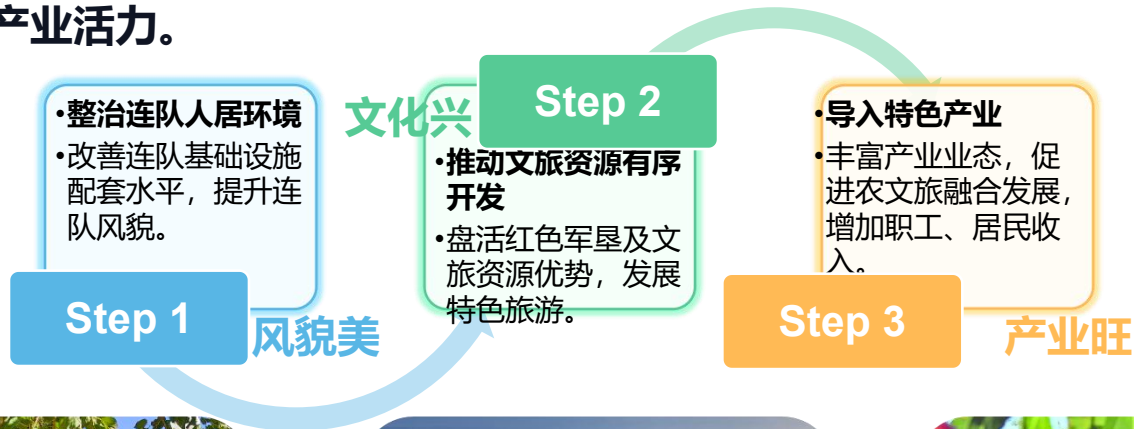 产业活力。
•整治连队人居环境
•改善连队基础设施
配套水平，提升连
队风貌。
Step 1
风貌美
文化兴
Step 2
•推动文旅资源有序
开发
•盘活红色军垦及文
旅资源优势，发展
特色旅游。
•导入特色产业
•丰富产业业态，促
进农文旅融合发展，
增加职工、居民收
入。
Step 3
产业旺